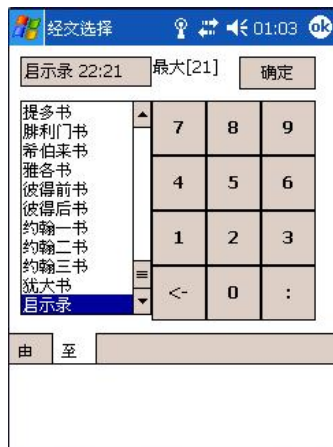 经文选择 01:03 ok
启示录 22:21 最大[21] 确定
提多书
腓利门书
希伯来书
雅各书
彼得前书
彼得后书
约翰一书
约翰二书
约翰三书
犹大书
启示录
7 8 9
4 5 6
1 2 3
<- 0 :
由 至